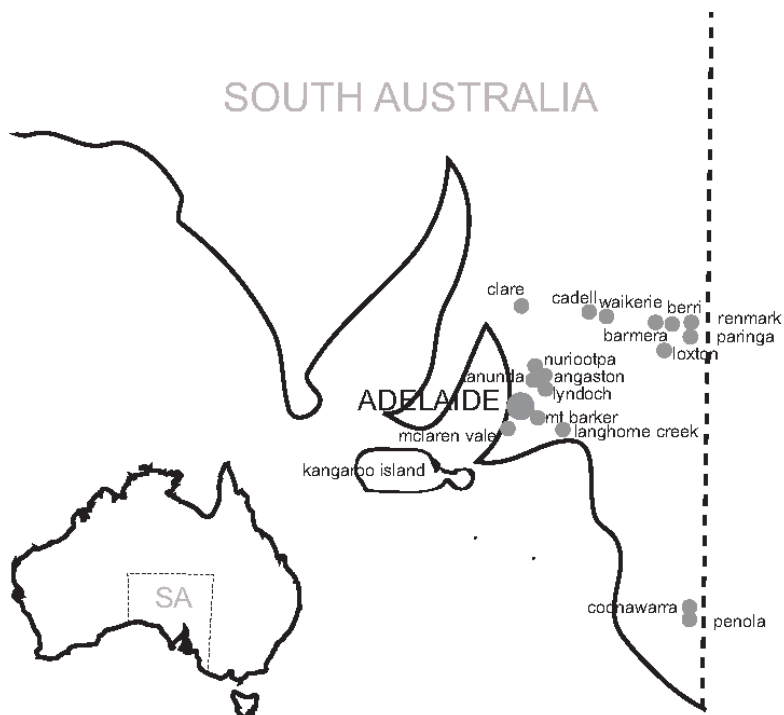 SOUTH AUSTRALIA
clare
cadell
waikerie
berri
renmark
barmera
paringa
loxton
nuriootpa
tanunda
angaston
lyndoch
ADELAIDE
mt barker
mclaren vale
langhorne creek
kangaroo island
SA
coonawarra
penola